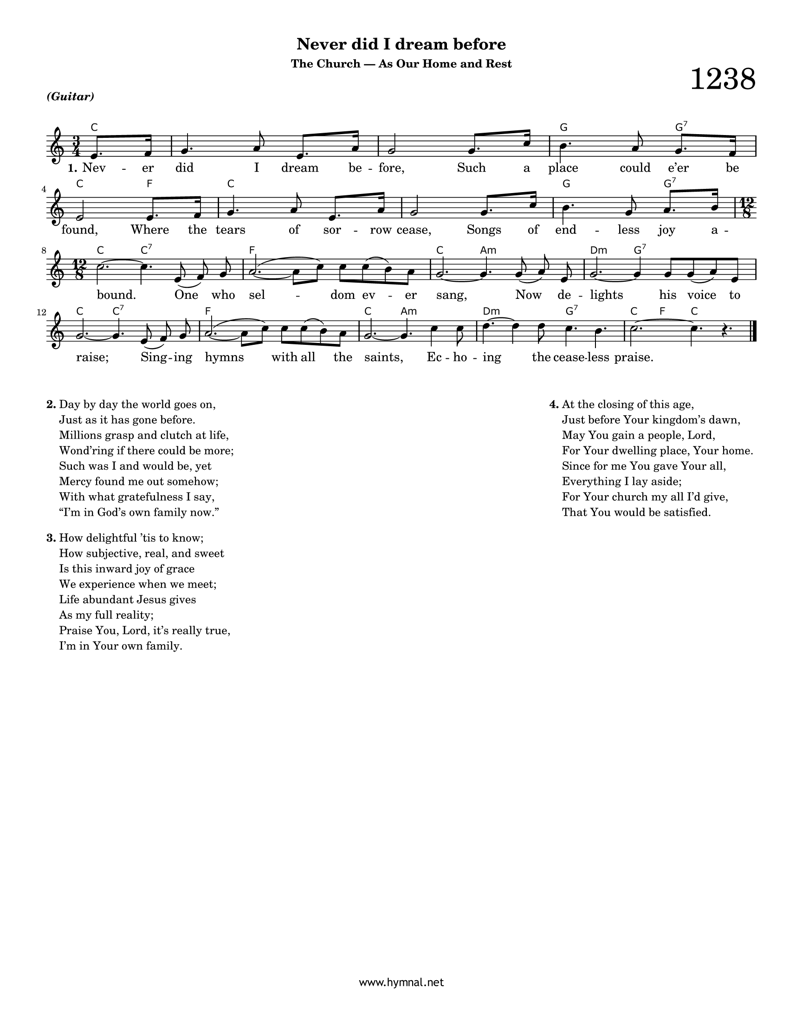 Never did I dream before
The Church — As Our Home and Rest
1238
(Guitar)
C G G7
3 4
1. Nev - er did I dream be - fore, Such a place could e'er be
4 C F C G G7 12 8
found, Where the tears of sor - row cease, Songs of end - less joy a -
8 12 8 C C7 F C Am Dm G7
bound. One who sel - dom ev - er sang, Now de - lights his voice to
12 C C7 F C Am Dm G7 C F C
raise; Sing - ing hymns with all the saints, Ec - ho - ing the cease - less praise.
2. Day by day the world goes on,
Just as it has gone before.
Millions grasp and clutch at life,
Wond’ring if there could be more;
Such was I and would be, yet
Mercy found me out somehow;
With what gratefulness I say,
“I’m in God’s own family now.”
3. How delightful ’tis to know;
How subjective, real, and sweet
Is this inward joy of grace
We experience when we meet;
Life abundant Jesus gives
As my full reality;
Praise You, Lord, it’s really true,
I’m in Your own family.
4. At the closing of this age,
Just before Your kingdom’s dawn,
May You gain a people, Lord,
For Your dwelling place, Your home.
Since for me You gave Your all,
Everything I lay aside;
For Your church my all I’d give,
That You would be satisfied.
www.hymnal.net